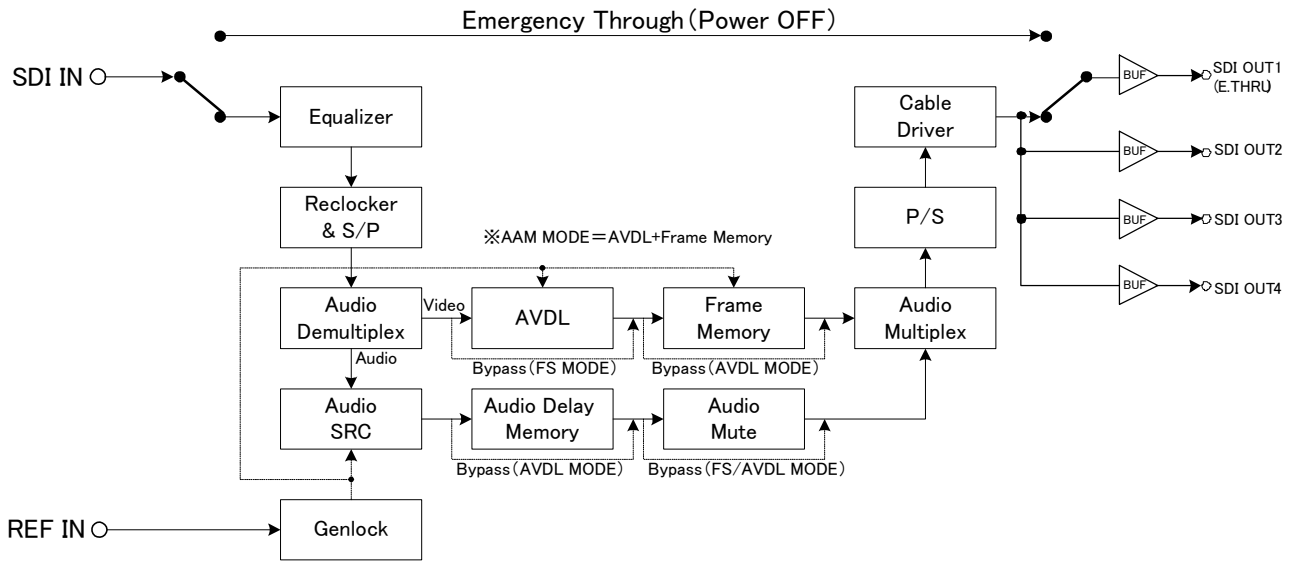 Emergency Through(Power OFF)
SDI IN
Equalizer
Cable
Driver
BUF
SDI OUT1
(E.THRU)
BUF
SDI OUT2
Reclocker
& S/P
P/S
BUF
SDI OUT3
※AAM MODE=AVDL+Frame Memory
BUF
SDI OUT4
Audio
Demultiplex
Video
AVDL
Frame
Memory
Audio
Multiplex
Audio
Bypass(FS MODE)
Bypass(AVDL MODE)
Audio
SRC
Audio Delay
Memory
Audio
Mute
Bypass(AVDL MODE)
Bypass(FS/AVDL MODE)
REF IN
Genlock